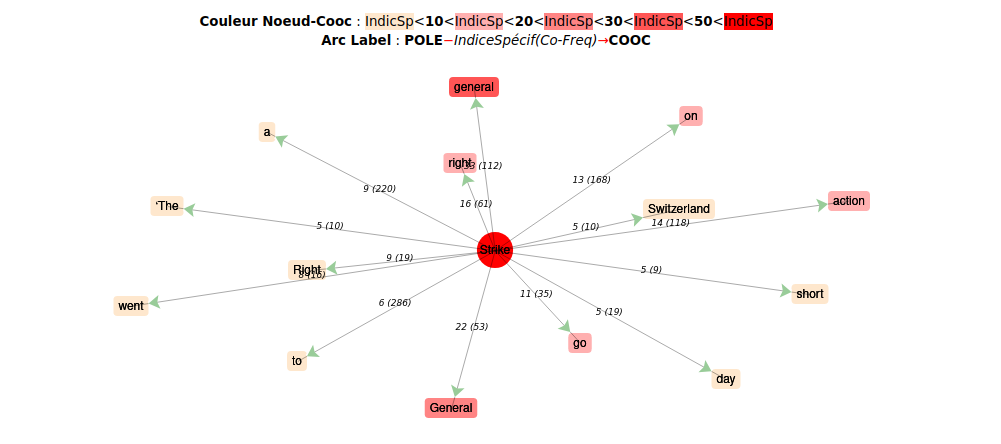 Couleur Noeud-Cooc : IndicSp<10<IndicSp<20<IndicSp<30<IndicSp<50<IndicSp
Arc Label : POLE−IndiceSpécif(Co-Freq)→COOC
general
on
a
right
33 (112)
13 (168)
9 (220)
16 (61)
action
'The
Switzerland
14 (118)
5 (10)
5 (10)
Strike
9 (19)
Right
8 (16)
5 (9)
11 (35)
short
went
6 (286)
5 (19)
22 (53)
go
to
day
General